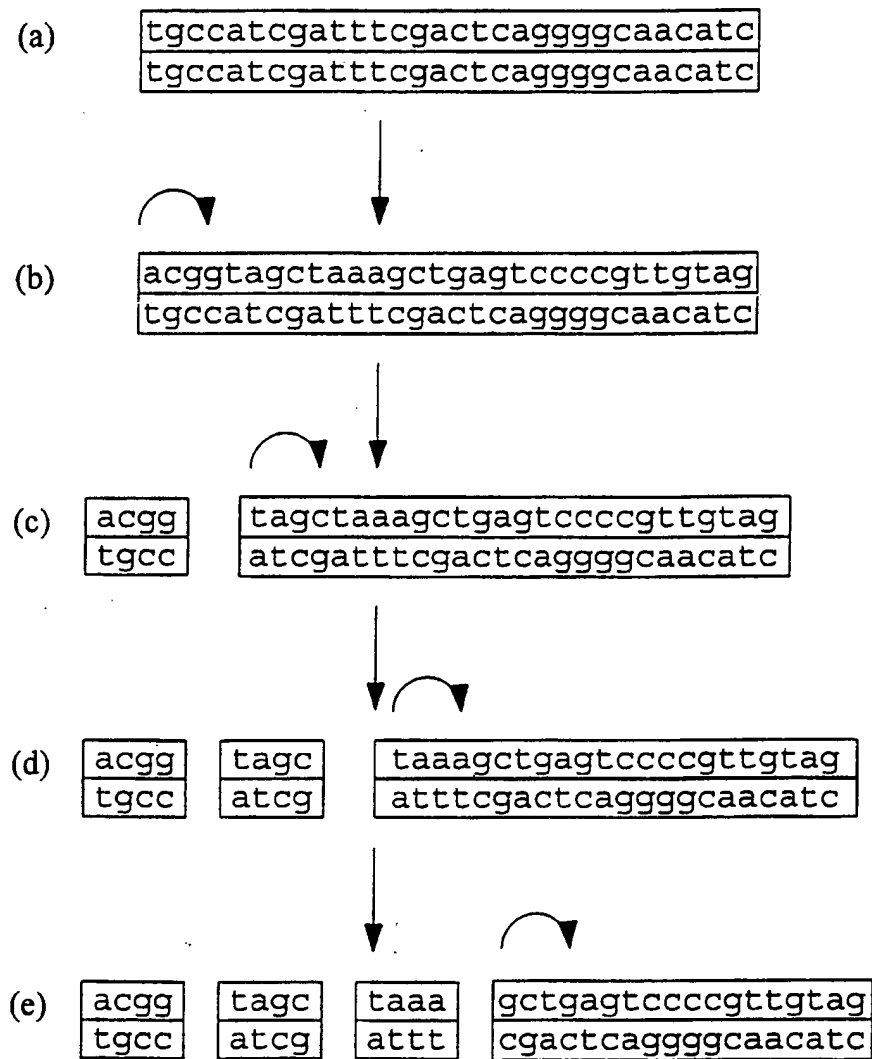 (a)
tgccatcgatttcgactcaggggcaacatc
tgccatcgatttcgactcaggggcaacatc
(b)
acggtagctaaagctgagtccccgttgtag
tgccatcgatttcgactcaggggcaacatc
(c)
acgg tagctaaagctgagtccccgttgtag
tgcc atcgatttcgactcaggggcaacatc
(d)
acgg tagc taaagctgagtccccgttgtag
tgcc atcg atttcgactcaggggcaacatc
(e)
acgg tagc taaa gctgagtccccgttgtag
tgcc atcg attt cgactcaggggcaacatc